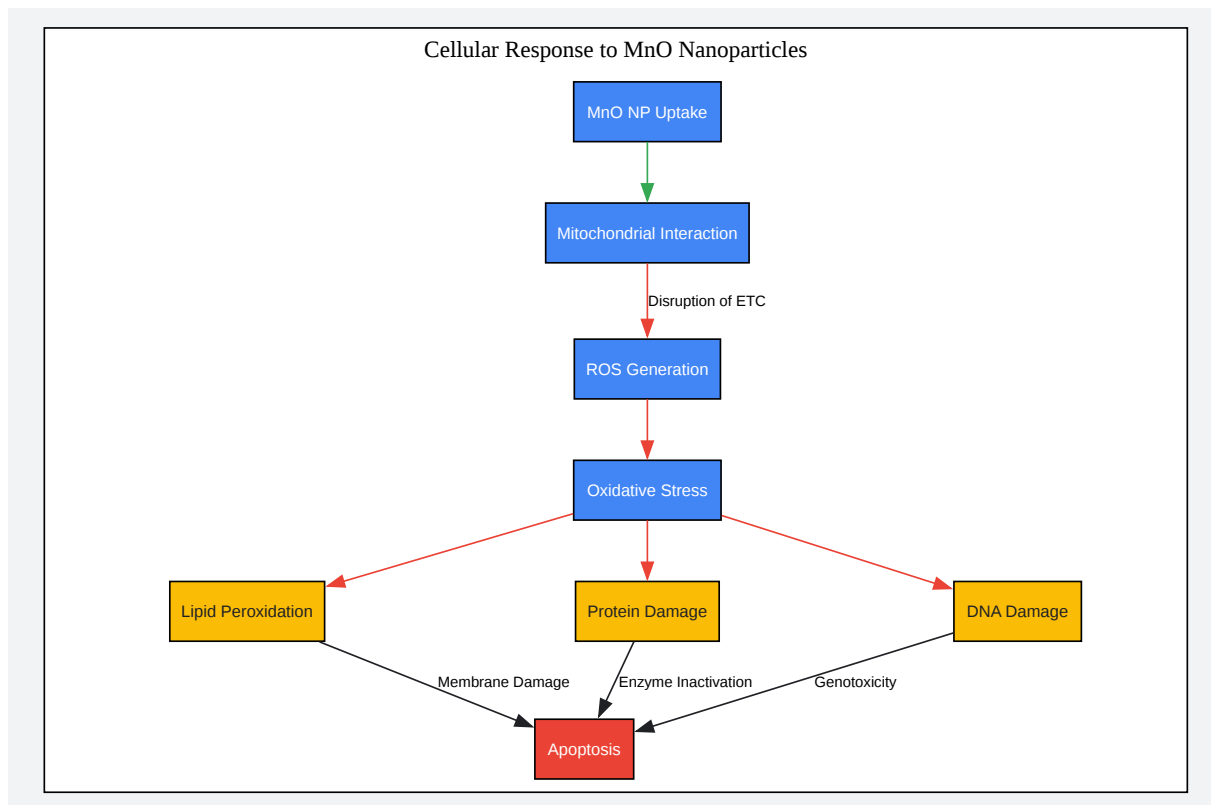 Cellular Response to MnO Nanoparticles
MnO NP Uptake
Mitochondrial Interaction
Disruption of ETC
ROS Generation
Oxidative Stress
Lipid Peroxidation
Protein Damage
DNA Damage
Membrane Damage
Enzyme Inactivation
Genotoxicity
Apoptosis